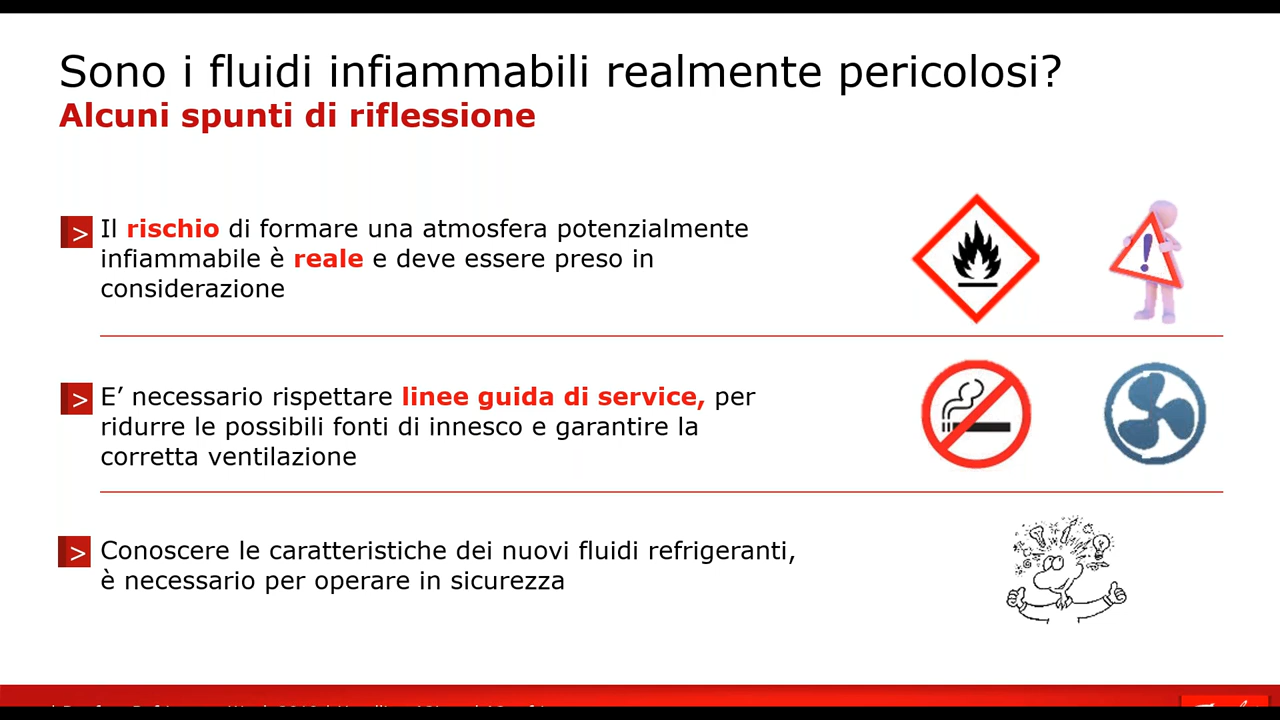 Sono i fluidi infiammabili realmente pericolosi?
Alcuni spunti di riflessione
> Il rischio di formare una atmosfera potenzialmente
infiammabile è reale e deve essere preso in
considerazione
> E’ necessario rispettare linee guida di service, per
ridurre le possibili fonti di innesco e garantire la
corretta ventilazione
> Conoscere le caratteristiche dei nuovi fluidi refrigeranti,
è necessario per operare in sicurezza